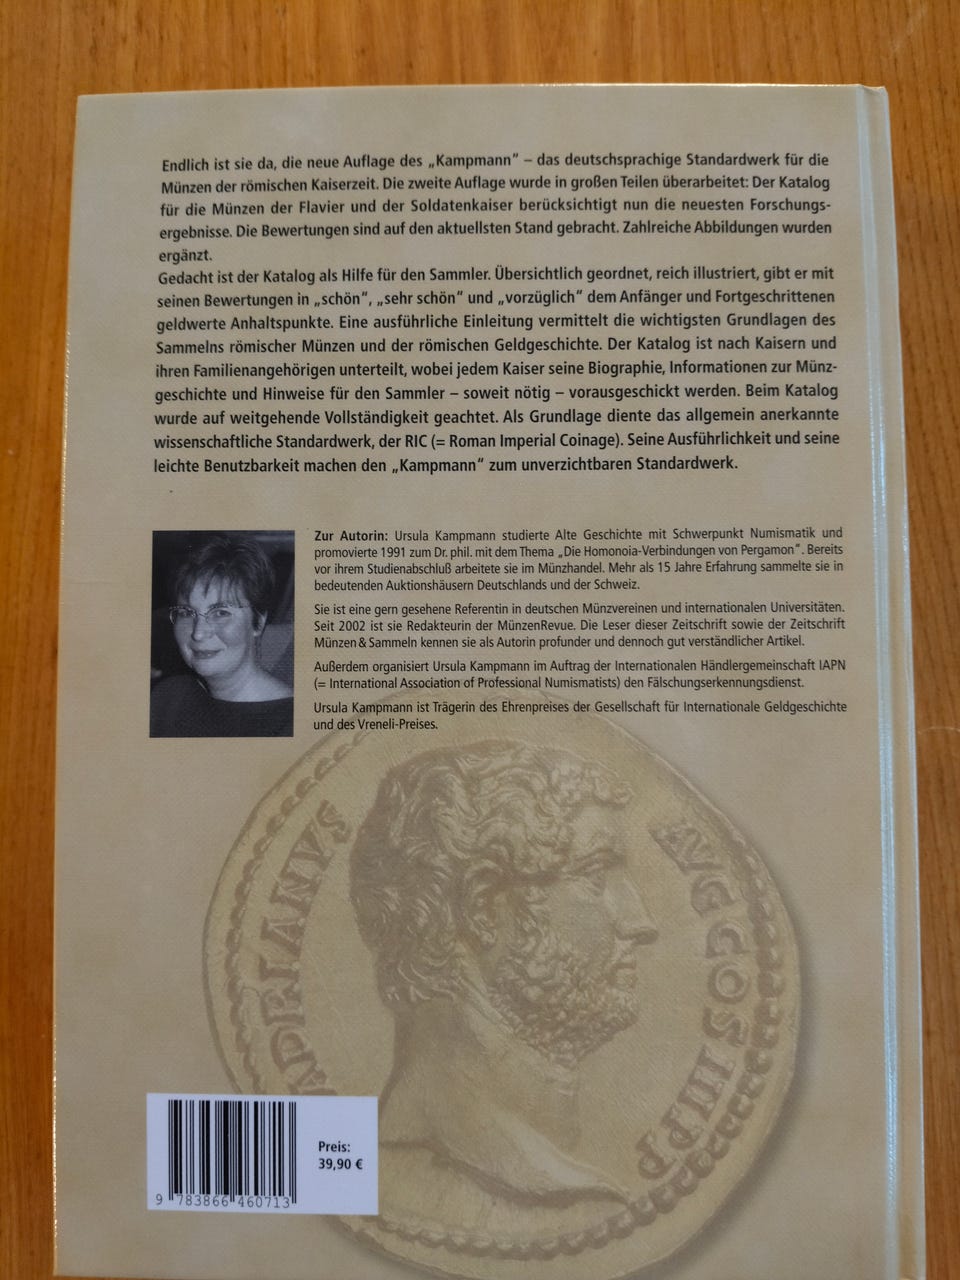 Endlich ist sie da, die neue Auflage des „Kampmann“ – das deutschsprachige Standardwerk für die
Münzen der römischen Kaiserzeit. Die zweite Auflage wurde in großen Teilen überarbeitet: Der Katalog
für die Münzen der Flavier und der Soldatenkaiser berücksichtigt nun die neuesten Forschungs-
ergebnisse. Die Bewertungen sind auf den aktuellsten Stand gebracht. Zahlreiche Abbildungen wurden
ergänzt.
Gedacht ist der Katalog als Hilfe für den Sammler. Übersichtlich geordnet, reich illustriert, gibt er mit
seinen Bewertungen in „schön“, „sehr schön“ und „vorzüglich“ dem Anfänger und Fortgeschrittenen
geldwerte Anhaltspunkte. Eine ausführliche Einleitung vermittelt die wichtigsten Grundlagen des
Sammelns römischer Münzen und der römischen Geldgeschichte. Der Katalog ist nach Kaisern und
ihren Familienangehörigen unterteilt, wobei jedem Kaiser seine Biographie, Informationen zur Münz-
geschichte und Hinweise für den Sammler – soweit nötig – vorausgeschickt werden. Beim Katalog
wurde auf weitgehende Vollständigkeit geachtet. Als Grundlage diente das allgemein anerkannte
wissenschaftliche Standardwerk, der RIC (= Roman Imperial Coinage). Seine Ausführlichkeit und seine
leichte Benutzbarkeit machen den „Kampmann“ zum unverzichtbaren Standardwerk.
Zur Autorin: Ursula Kampmann studierte Alte Geschichte mit Schwerpunkt Numismatik und
promovierte 1991 zum Dr. phil. mit dem Thema „Die Homonoia-Verbindungen von Pergamon“. Bereits
vor ihrem Studienabschluß arbeitete sie im Münzhandel. Mehr als 15 Jahre Erfahrung sammelte sie in
bedeutenden Auktionshäusern Deutschlands und der Schweiz.
Sie ist eine gern gesehene Referentin in deutschen Münzvereinen und internationalen Universitäten.
Seit 2002 ist sie Redakteurin der MünzenRevue. Die Leser dieser Zeitschrift sowie der Zeitschrift
Münzen & Sammeln kennen sie als Autorin profunder und dennoch gut verständlicher Artikel.
Außerdem organisiert Ursula Kampmann im Auftrag der Internationalen Händlergemeinschaft IAPN
(= International Association of Professional Numismatists) den Fälschungserkennungsdienst.
Ursula Kampmann ist Trägerin des Ehrenpreises der Gesellschaft für Internationale Geldgeschichte
und des Vreneli-Preises.
ADRIANVS
AVGCOSIIIPP
Preis:
39,90 €
9 783866 460713